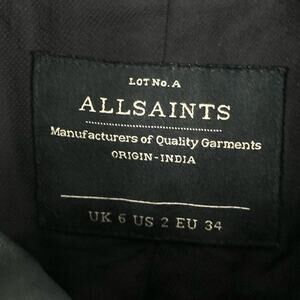 LOT No. A
ALLSAINTS
Manufacturers of Quality Garments
ORIGIN-INDIA
UK 6 US 2 EU 34